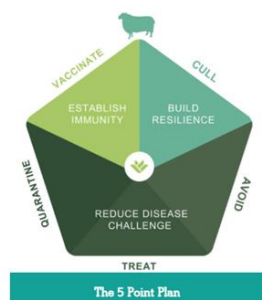 VACCINATE
CULL
ESTABLISH
IMMUNITY
BUILD
RESILIENCE
QUARANTINE
AVOID
REDUCE DISEASE
CHALLENGE
TREAT
The 5 Point Plan